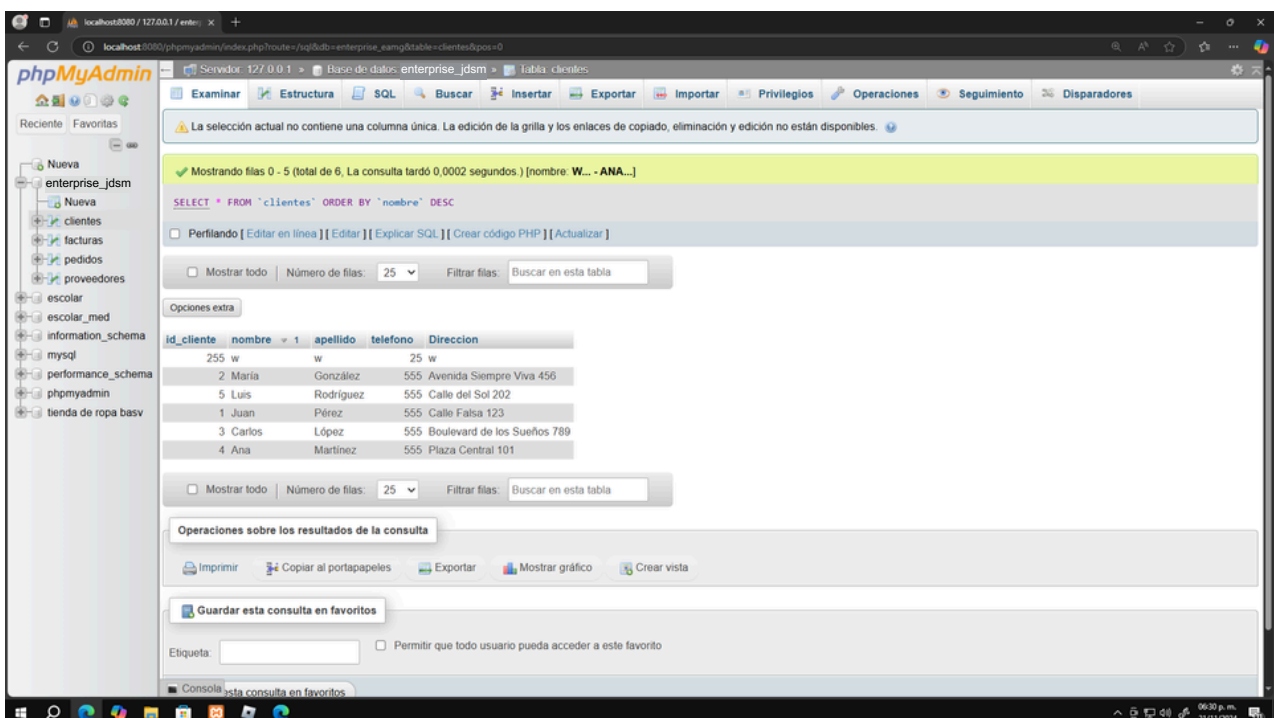 localhost:8080 / 127.0.0.1 / enter
localhost:8080/phpmyadmin/index.php?route=/sql&db=enterprise_eamg&table=clientes&pos=0
phpMyAdmin
Reciente Favoritas
Nueva
enterprise_jdsm
Nueva
clientes
facturas
pedidos
proveedores
escolar
escolar_med
information_schema
mysql
performance_schema
phpmyadmin
tienda de ropa basv
Servidor: 127.0.0.1 » Base de datos: enterprise_jdsm » Tabla: clientes
Examinar Estructura SQL Buscar Insertar Exportar Importar Privilegios Operaciones Seguimiento Disparadores
La selección actual no contiene una columna única. La edición de la grilla y los enlaces de copiado, eliminación y edición no están disponibles.
Mostrando filas 0 - 5 (total de 6, La consulta tardó 0,0002 segundos.) [nombre: W... - ANA...]
SELECT * FROM `clientes` ORDER BY `nombre` DESC
Perfilando [ Editar en línea ] [ Editar ] [ Explicar SQL ] [ Crear código PHP ] [ Actualizar ]
Mostrar todo | Número de filas: 25 Filtrar filas: Buscar en esta tabla
Opciones extra
id_cliente nombre 1 apellido telefono Direccion
255 w w 25 w
2 María González 555 Avenida Siempre Viva 456
5 Luis Rodríguez 555 Calle del Sol 202
1 Juan Pérez 555 Calle Falsa 123
3 Carlos López 555 Boulevard de los Sueños 789
4 Ana Martínez 555 Plaza Central 101
Mostrar todo | Número de filas: 25 Filtrar filas: Buscar en esta tabla
Operaciones sobre los resultados de la consulta
Imprimir Copiar al portapapeles Exportar Mostrar gráfico Crear vista
Guardar esta consulta en favoritos
Etiqueta: Permitir que todo usuario pueda acceder a este favorito
Consola esta consulta en favoritos
06:30 p. m.
21/11/2024